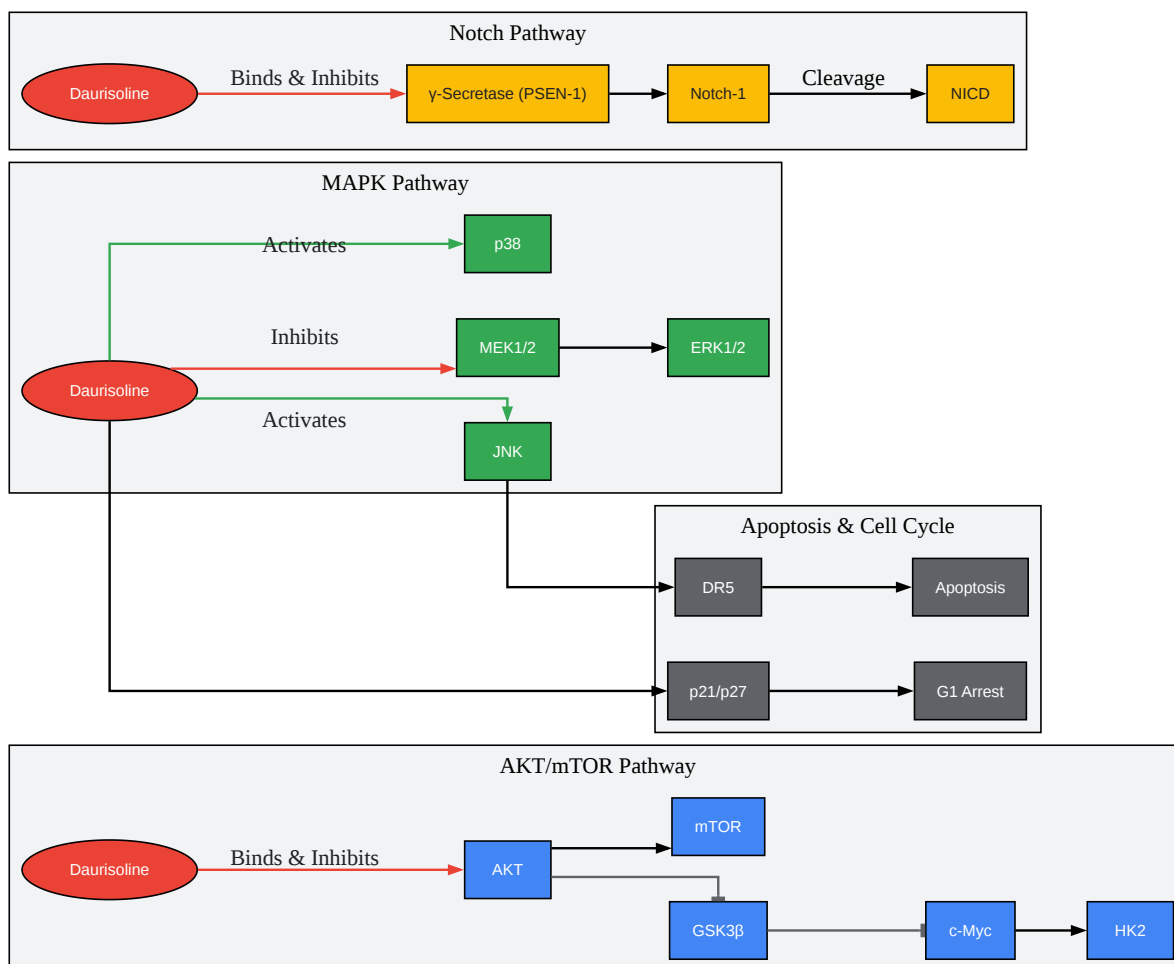 Notch Pathway
Daurisoline
Binds & Inhibits
γ-Secretase (PSEN-1)
Notch-1
Cleavage
NICD
MAPK Pathway
Activates
p38
Inhibits
MEK1/2
ERK1/2
Daurisoline
Activates
JNK
Apoptosis & Cell Cycle
DR5
Apoptosis
p21/p27
G1 Arrest
AKT/mTOR Pathway
mTOR
Daurisoline
Binds & Inhibits
AKT
GSK3β
c-Myc
HK2